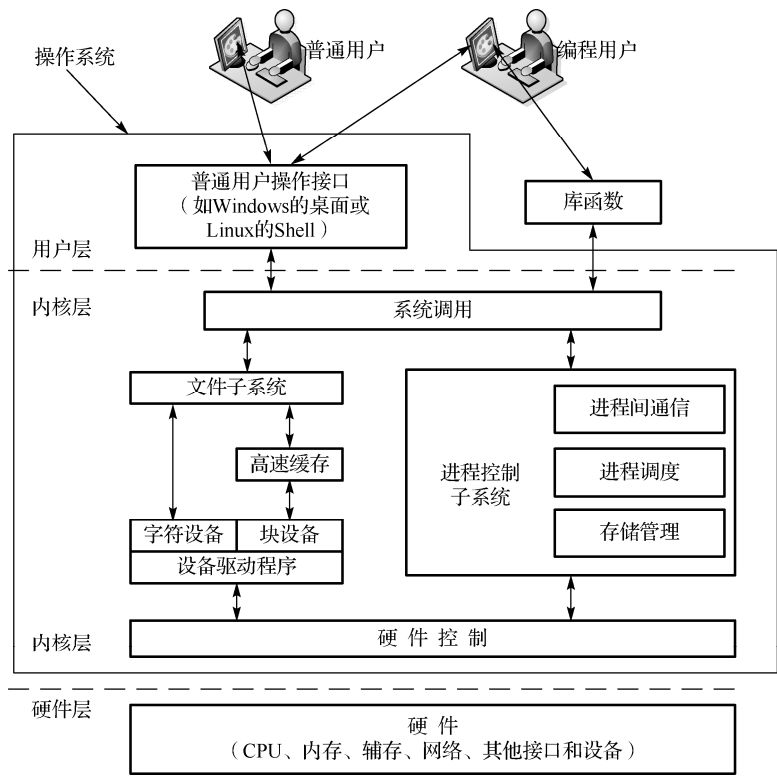 普通用户
编程用户
操作系统
普通用户操作接口
（如Windows的桌面或
Linux的Shell）
库函数
用户层
内核层
系统调用
文件子系统
进程间通信
高速缓存
进程控制
子系统
进程调度
字符设备
块设备
存储管理
设备驱动程序
内核层
硬 件 控 制
硬件层
硬 件
（CPU、内存、辅存、网络、其他接口和设备）